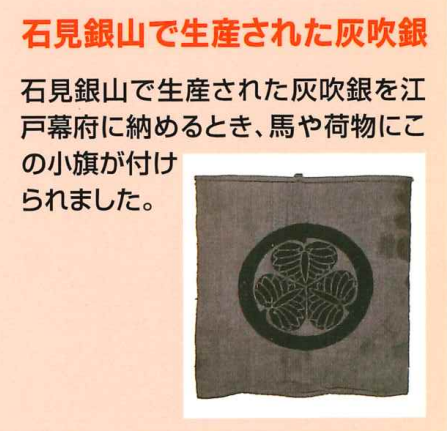 石見銀山で生産された灰吹銀
石見銀山で生産された灰吹銀を江
戸幕府に納めるとき、馬や荷物にこ
の小旗が付け
られました。